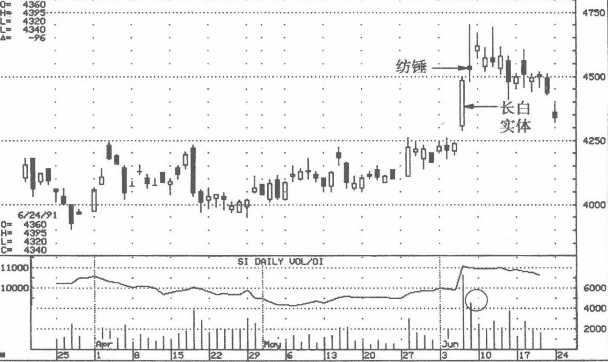 O= 4360
H= 4395
L= 4320
L= 4340
Δ= -96
4750
纺锤
4500
长白
实体
4250
4000
6/24/91
O= 4360
H= 4395
L= 4320
C= 4340
SI DAILY VOL/OI
11000
10000
6000
4000
2000
Apr
May
Jun
25 1 8 15 22 29 6 13 20 27 3 10 17 24